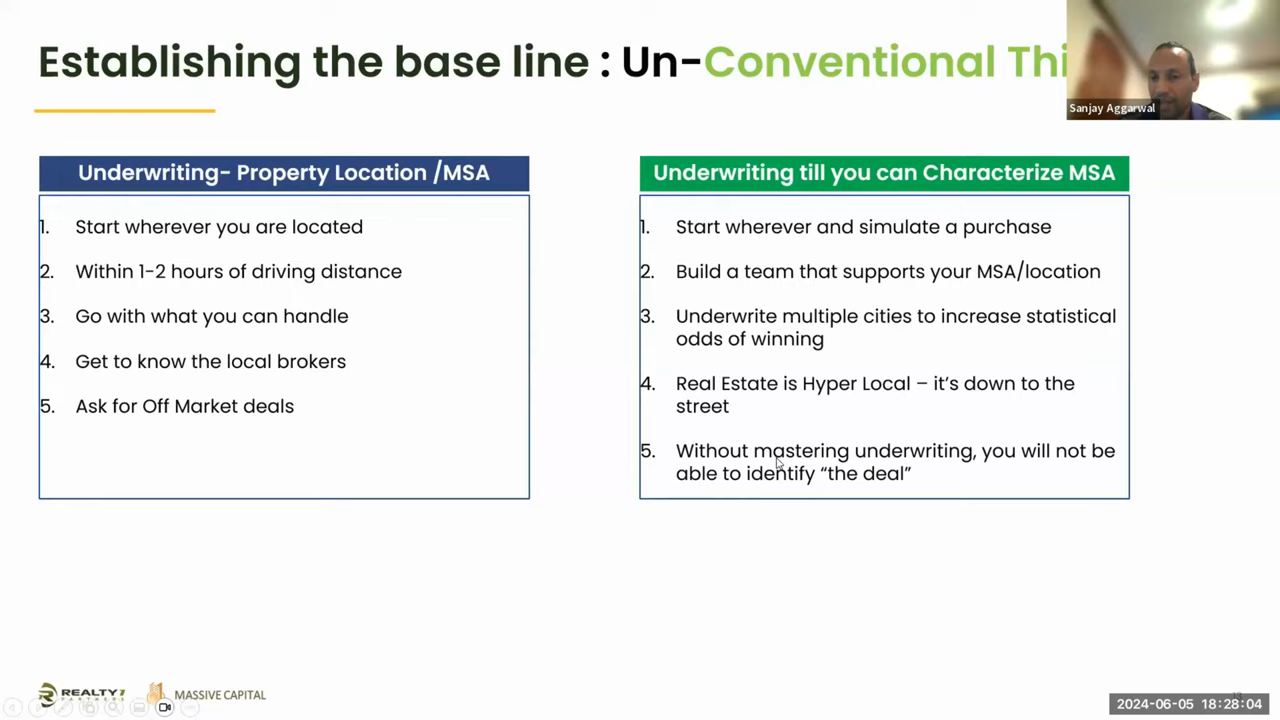 Establishing the base line : Un-Conventional Thi
Sanjay Aggarwal
Underwriting- Property Location /MSA
1. Start wherever you are located
2. Within 1-2 hours of driving distance
3. Go with what you can handle
4. Get to know the local brokers
5. Ask for Off Market deals
Underwriting till you can Characterize MSA
1. Start wherever and simulate a purchase
2. Build a team that supports your MSA/location
3. Underwrite multiple cities to increase statistical
odds of winning
4. Real Estate is Hyper Local – it's down to the
street
5. Without mastering underwriting, you will not be
able to identify “the deal”
REALTY
MASSIVE CAPITAL
2024-06-05 18:28:04